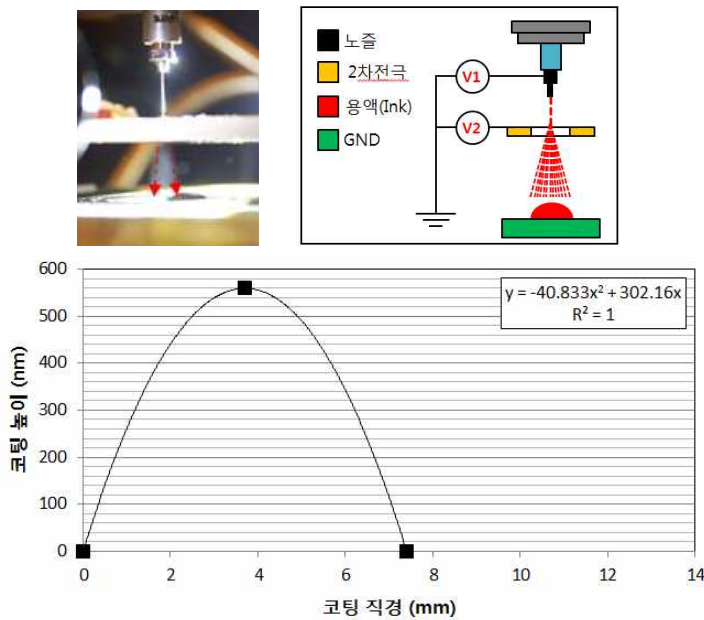 노즐
2차전극
용액(Ink)
GND
V1
V2
y = -40.833x² + 302.16x
R² = 1
600
500
400
300
200
100
0
코팅 높이 (nm)
0 2 4 6 8 10 12 14
코팅 직경 (mm)